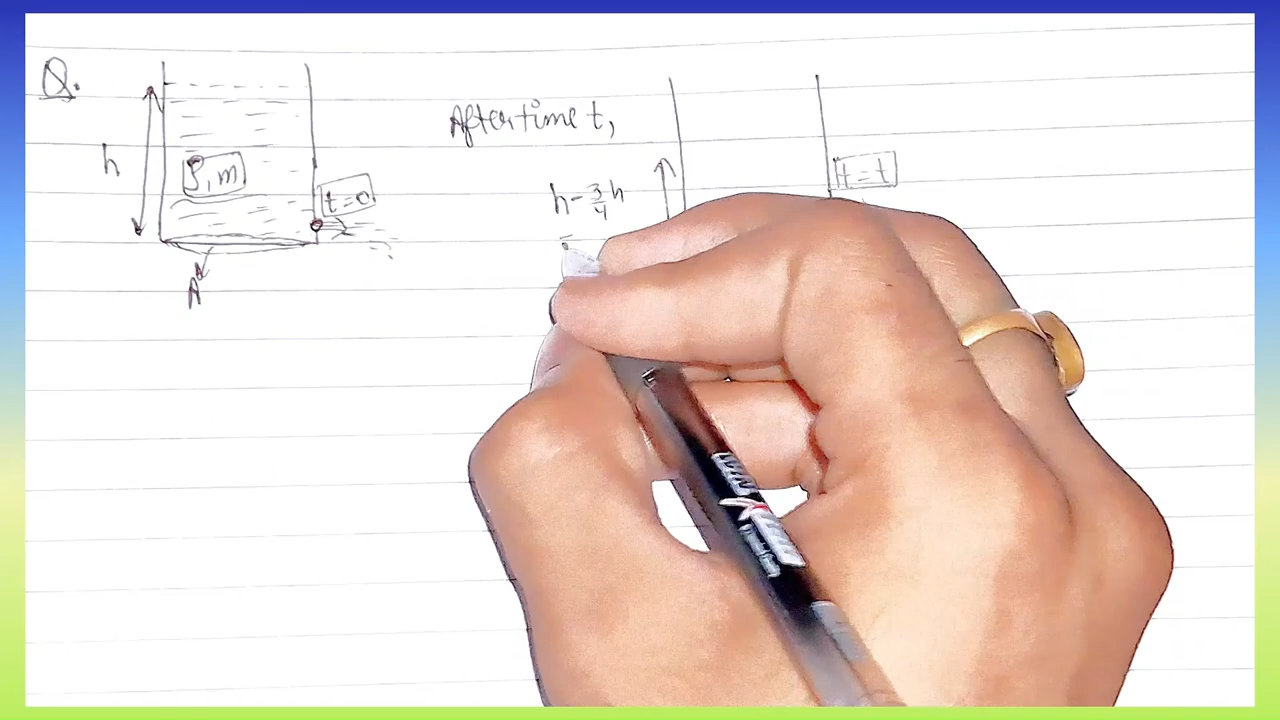 Q.
After time t,
h
ρ, m
t = 0
A
h - 3/4 h
=
t = t